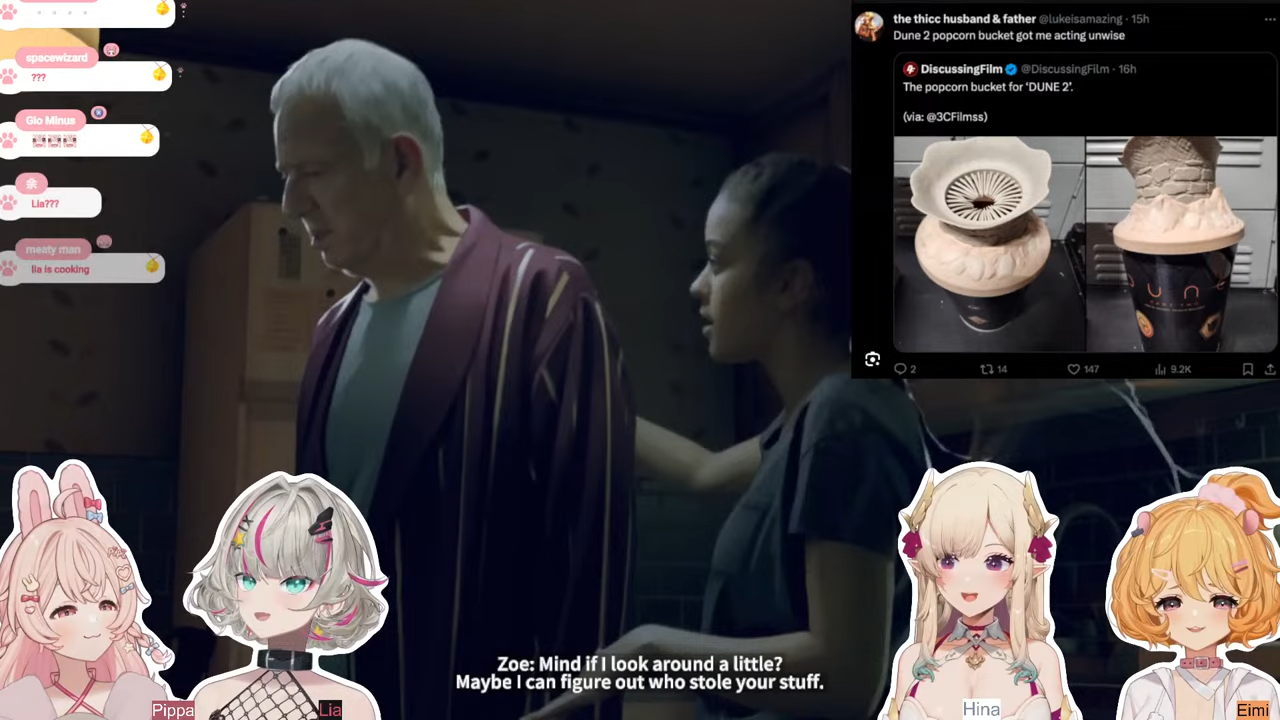 spacewizard
???
Gio Minus
Lia???
meaty man
lia is cooking
the thicc husband & father @lukeisamazing · 15h
Dune 2 popcorn bucket got me acting unwise
DiscussingFilm @DiscussingFilm · 16h
The popcorn bucket for 'DUNE 2'.
(via: @3CFilmss)
DUNE
2
14
147
9.2K
Zoe: Mind if I look around a little?
Maybe I can figure out who stole your stuff.
Pippa
Lia
Hina
Eimi